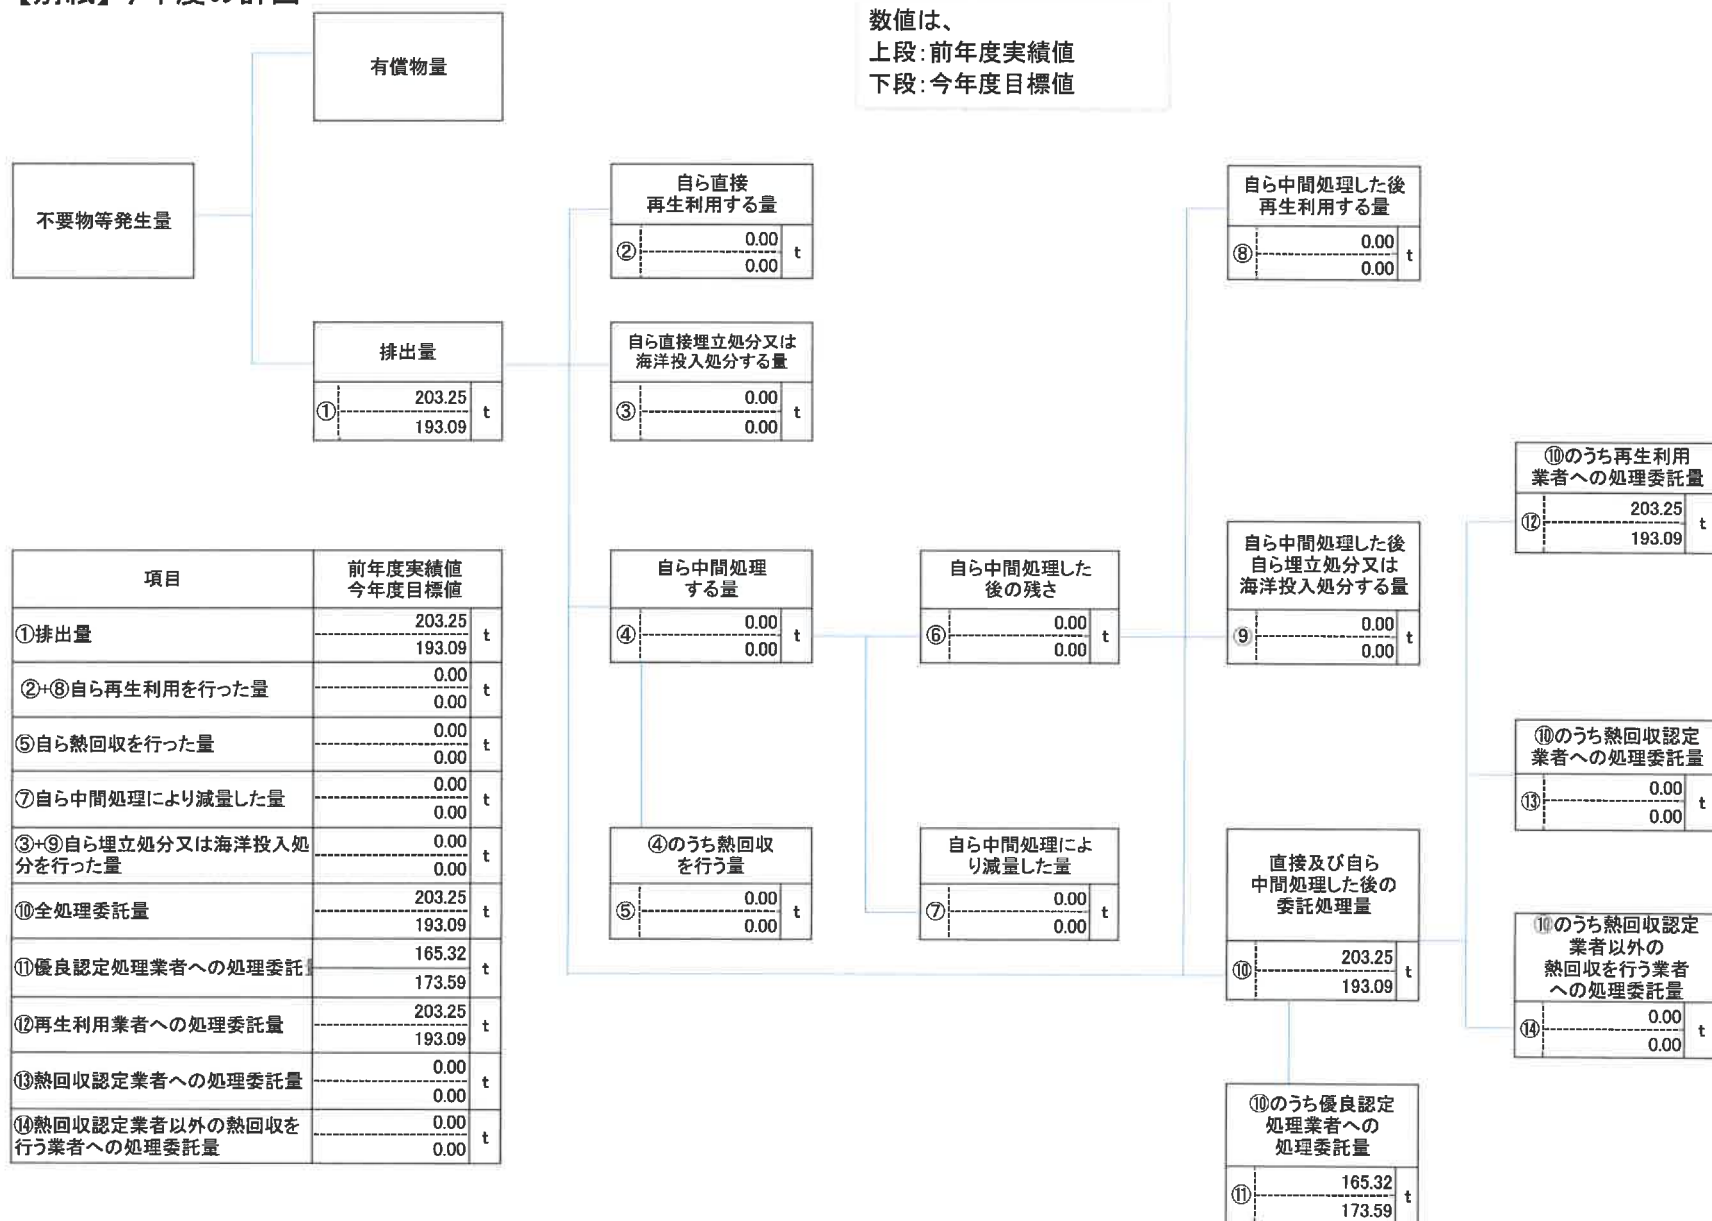 数値は、
上段:前年度実績値
下段:今年度目標値
有償物量
不要物等発生量
排出量
① 203.25 t
193.09
自ら直接
再生利用する量
② 0.00 t
0.00
自ら直接埋立処分又は
海洋投入処分する量
③ 0.00 t
0.00
自ら中間処理
する量
④ 0.00 t
0.00
④のうち熱回収
を行う量
⑤ 0.00 t
0.00
自ら中間処理した
後の残さ
⑥ 0.00 t
0.00
自ら中間処理によ
り減量した量
⑦ 0.00 t
0.00
自ら中間処理した後
再生利用する量
⑧ 0.00 t
0.00
自ら中間処理した後
自ら埋立処分又は
海洋投入処分する量
⑨ 0.00 t
0.00
直接及び自ら
中間処理した後の
委託処理量
⑩ 203.25 t
193.09
⑩のうち優良認定
処理業者への
処理委託量
⑪ 165.32 t
173.59
⑩のうち再生利用
業者への処理委託量
⑫ 203.25 t
193.09
⑩のうち熱回収認定
業者への処理委託量
⑬ 0.00 t
0.00
⑩のうち熱回収認定
業者以外の
熱回収を行う業者
への処理委託量
⑭ 0.00 t
0.00
項目 前年度実績値
今年度目標値
①排出量 203.25 t
193.09
②+⑧自ら再生利用を行った量 0.00 t
0.00
⑤自ら熱回収を行った量 0.00 t
0.00
⑦自ら中間処理により減量した量 0.00 t
0.00
③+⑨自ら埋立処分又は海洋投入処 0.00 t
分を行った量 0.00
⑩全処理委託量 203.25 t
193.09
⑪優良認定処理業者への処理委託 165.32 t
173.59
⑫再生利用業者への処理委託量 203.25 t
193.09
⑬熱回収認定業者への処理委託量 0.00 t
0.00
⑭熱回収認定業者以外の熱回収を 0.00 t
行う業者への処理委託量 0.00